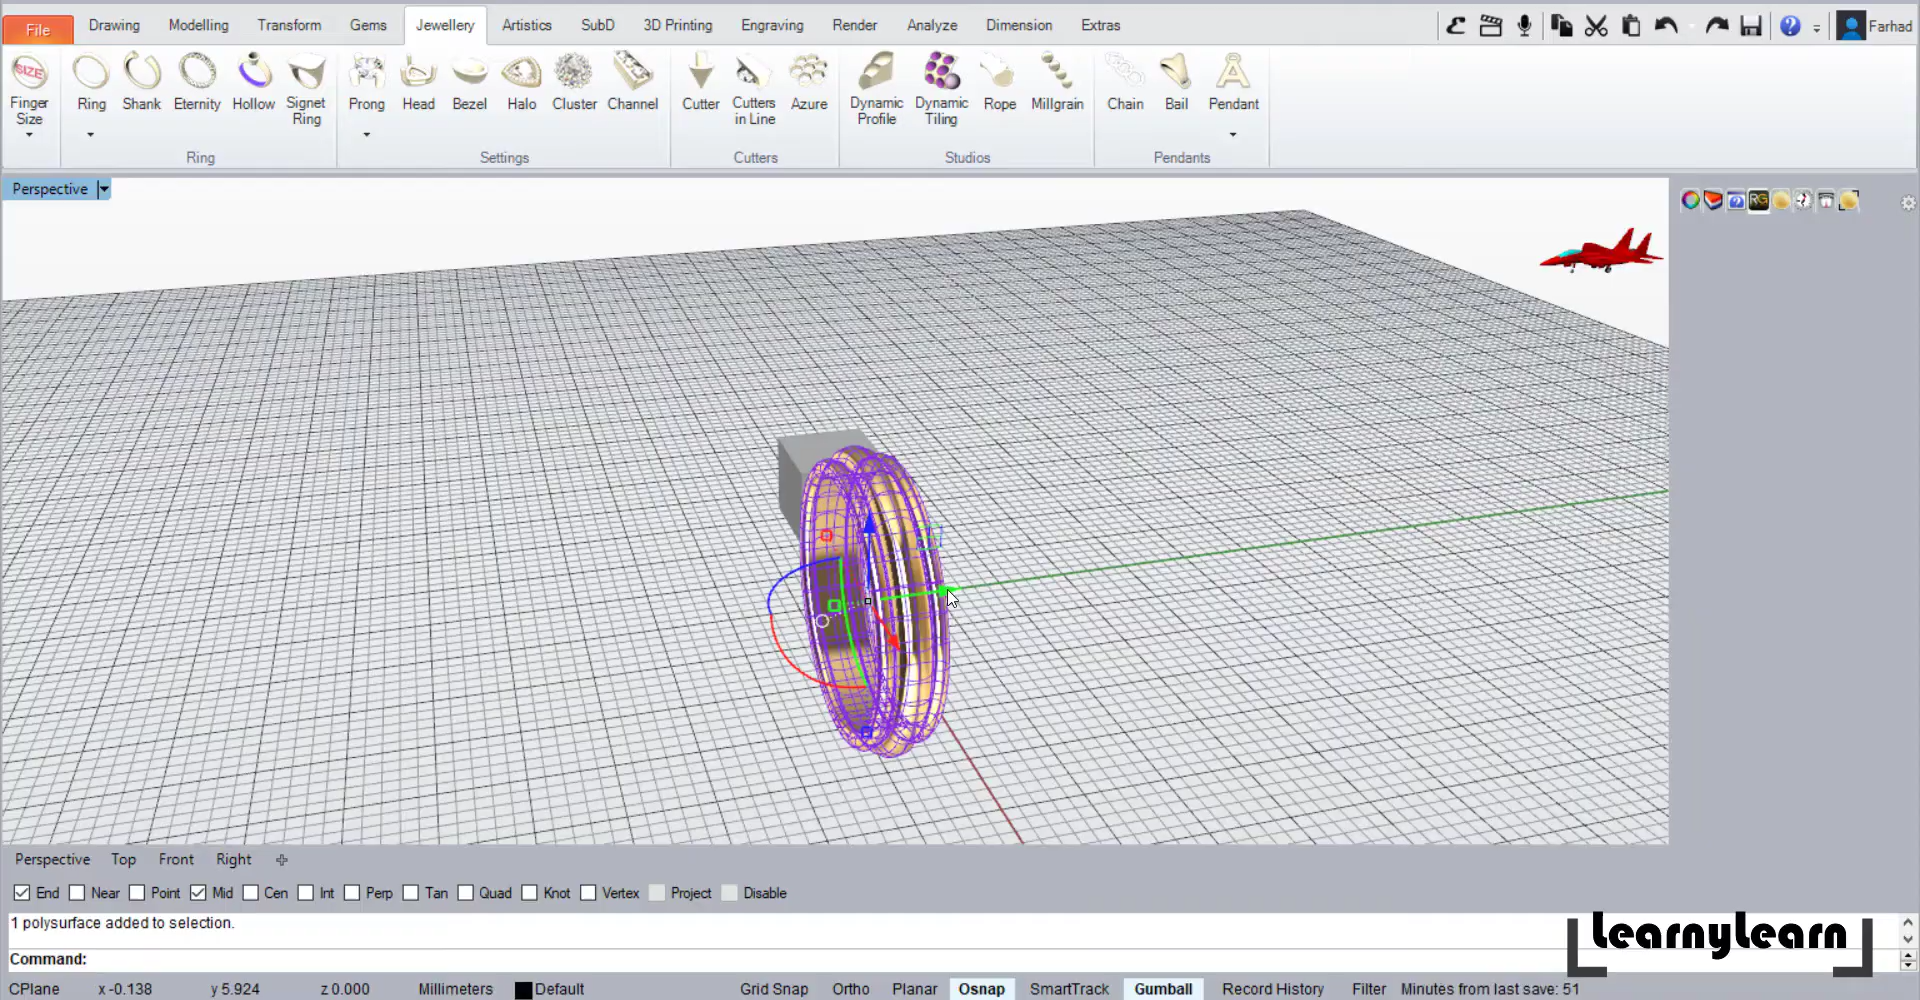 File Drawing Modelling Transform Gems Jewellery Artistics SubD 3D Printing Engraving Render Analyze Dimension Extras Farhad
SIZE
Finger Size Ring Shank Eternity Hollow Signet Ring Prong Head Bezel Halo Cluster Channel Cutter Cutters in Line Azure Dynamic Profile Dynamic Tiling Rope Millgrain Chain Bail Pendant
Ring Settings Cutters Studios Pendants
Perspective
RG
Perspective Top Front Right
End Near Point Mid Cen Int Perp Tan Quad Knot Vertex Project Disable
1 polysurface added to selection.
LearnyLearn
Command:
CPlane x -0.138 y 5.924 z 0.000 Millimeters Default Grid Snap Ortho Planar Osnap SmartTrack Gumball Record History Filter Minutes from last save: 51